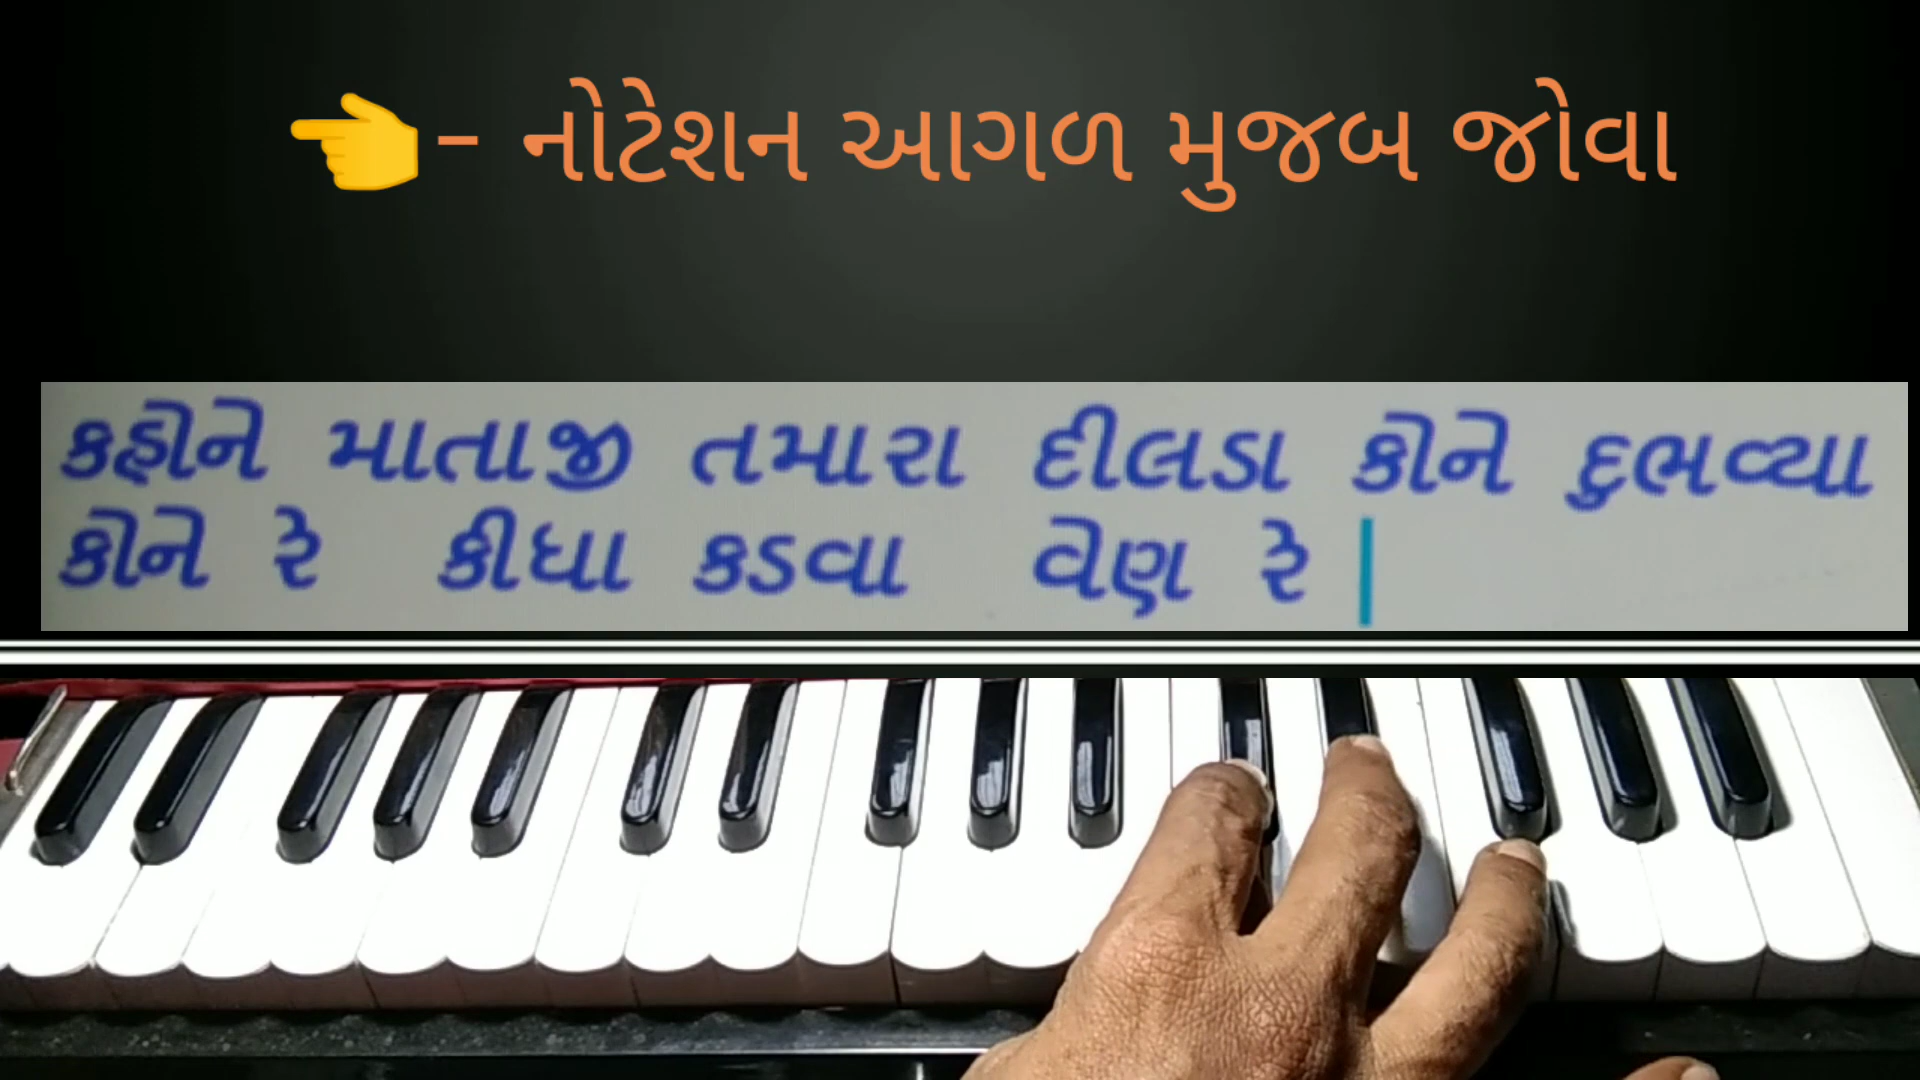 👈- નોટેશન આગળ મુજબ જોવા
કહોને માતાજી તમારા દીલડા કોને દુભવ્યા
કોને રે કીધા કડવા વેણ રે